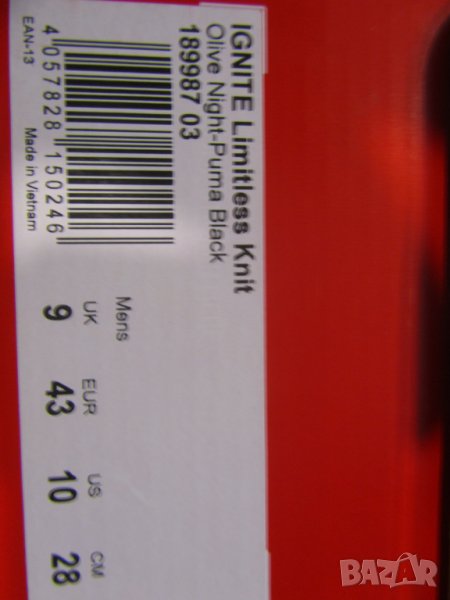 IGNITE Limitless Knit
Olive Night-Puma Black
189987 03
4 057828 150246
EAN-13
Made in Vietnam
Mens
UK EUR US CM
9 43 10 28
BAZAR